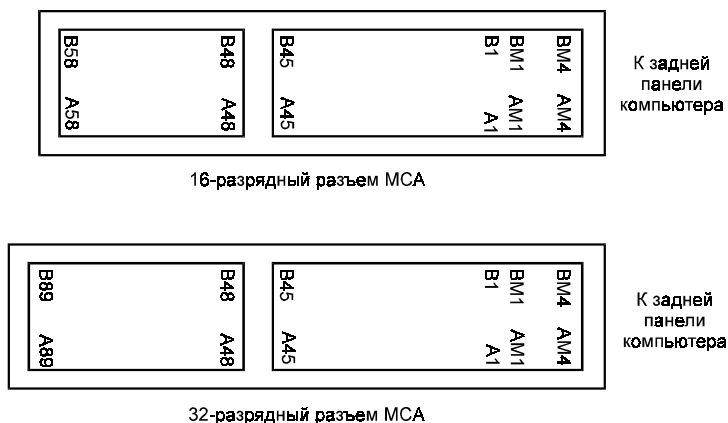 B58 B48 B45 B1 BM1 BM4
A58 A48 A45 A1 AM1 AM4
К задней
панели
компьютера
16-разрядный разъем MCA
B89 B48 B45 B1 BM1 BM4
A89 A48 A45 A1 AM1 AM4
К задней
панели
компьютера
32-разрядный разъем MCA